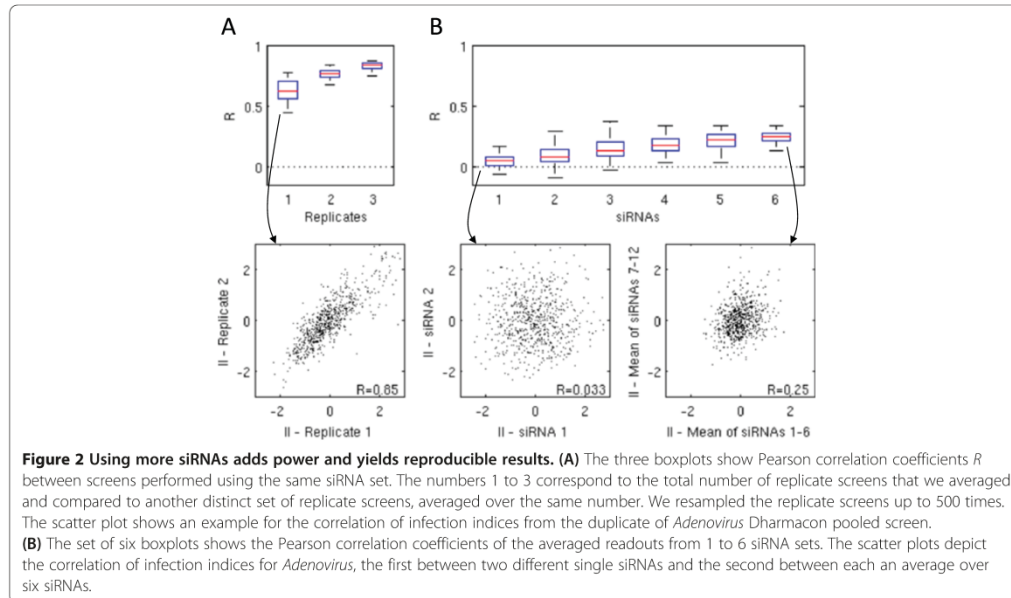 A
B
1
0.5
0
R
1 2 3
Replicates
1
0.5
0
R
1 2 3 4 5 6
siRNAs
2
0
-2
II - Replicate 2
R=0.85
-2 0 2
II - Replicate 1
2
0
-2
II - siRNA 2
R=0.033
-2 0 2
II - siRNA 1
2
0
-2
II - Mean of siRNAs 7-12
R=0.25
-2 0 2
II - Mean of siRNAs 1-6
Figure 2 Using more siRNAs adds power and yields reproducible results. (A) The three boxplots show Pearson correlation coefficients R
between screens performed using the same siRNA set. The numbers 1 to 3 correspond to the total number of replicate screens that we averaged
and compared to another distinct set of replicate screens, averaged over the same number. We resampled the replicate screens up to 500 times.
The scatter plot shows an example for the correlation of infection indices from the duplicate of Adenovirus Dharmacon pooled screen.
(B) The set of six boxplots shows the Pearson correlation coefficients of the averaged readouts from 1 to 6 siRNA sets. The scatter plots depict
the correlation of infection indices for Adenovirus, the first between two different single siRNAs and the second between each an average over
six siRNAs.